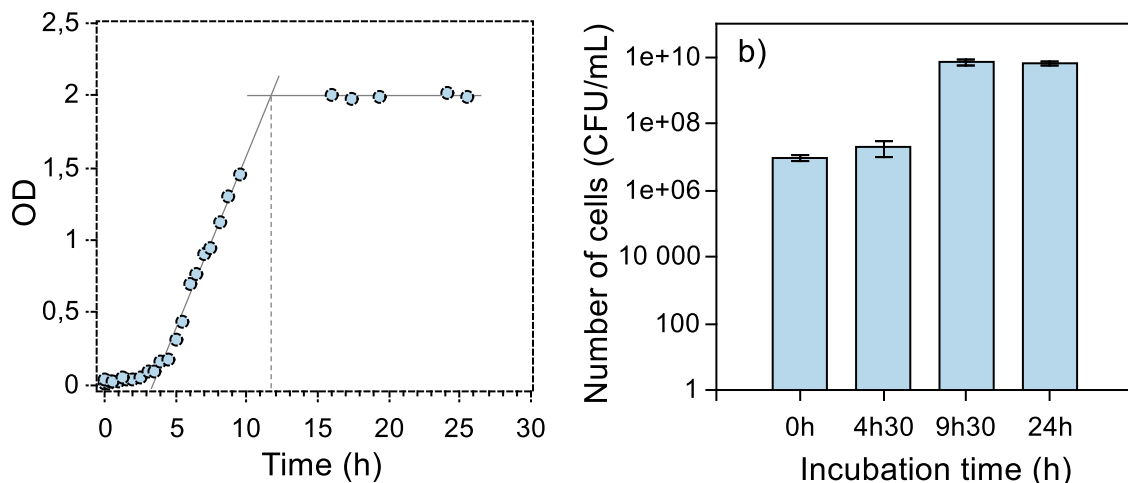 2,5
2
1,5
1
0,5
0
OD
0 5 10 15 20 25 30
Time (h)
b)
1e+10
1e+08
1e+06
10 000
100
1
Number of cells (CFU/mL)
0h 4h30 9h30 24h
Incubation time (h)